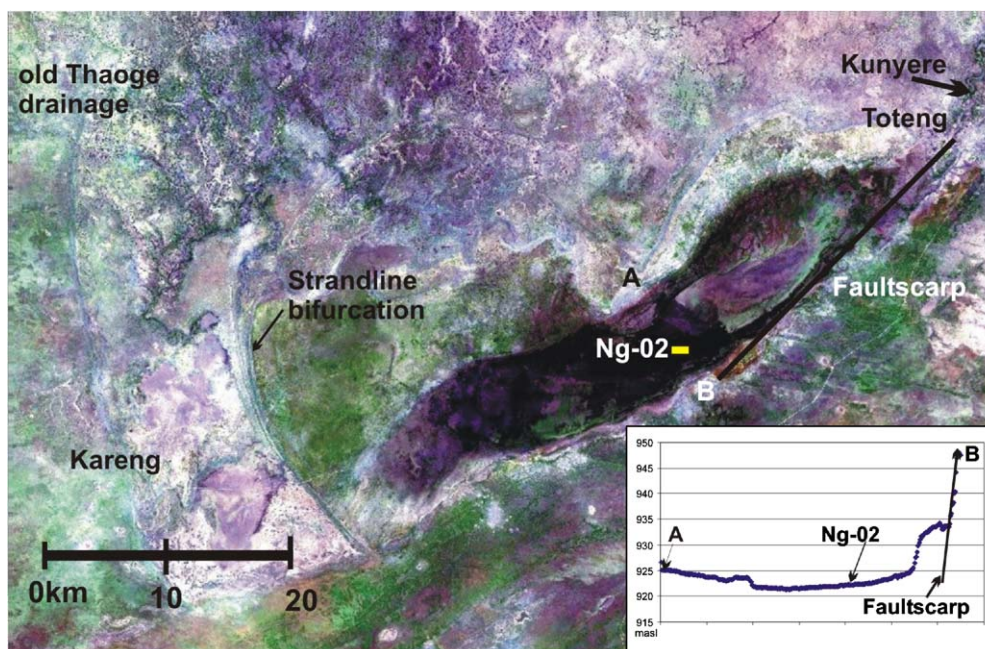 old Thaoge
drainage
Kunyere
Toteng
Strandline
bifurcation
A
Faultscarp
Ng-02
B
Kareng
0km 10 20
950
945
940
935
930
925
920
915
masl
A
Ng-02
B
Faultscarp